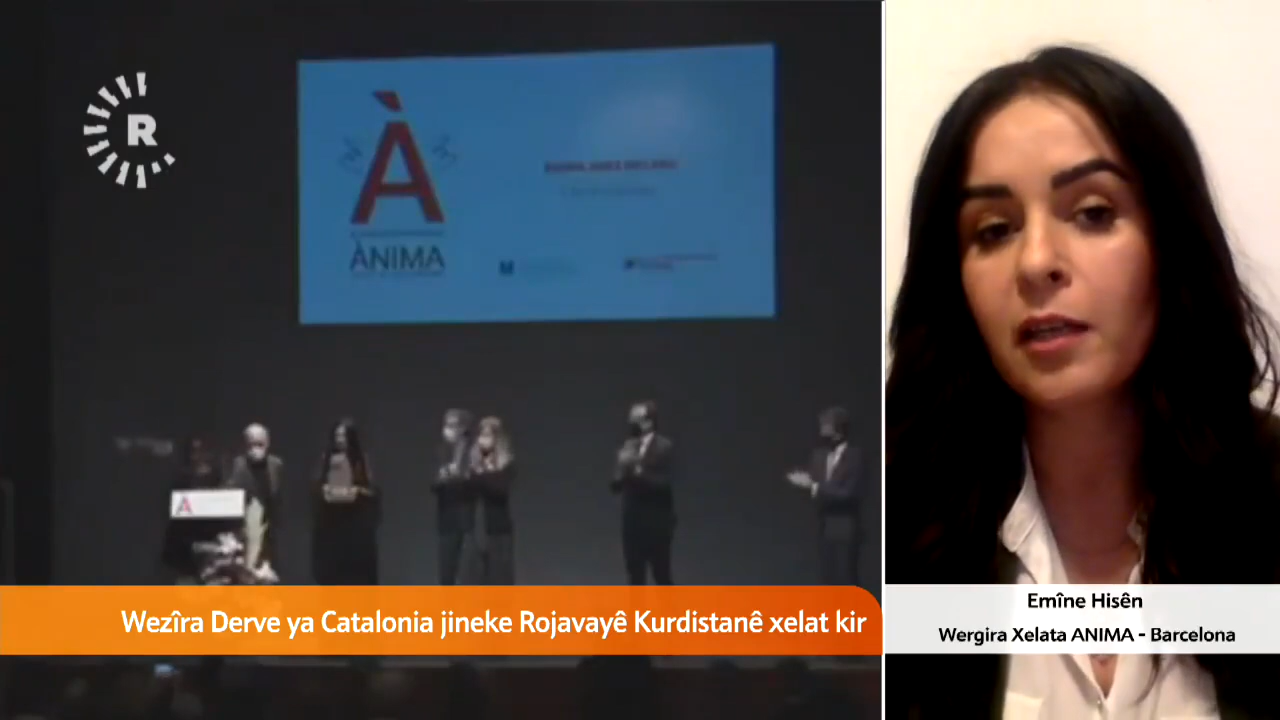 R
À
ÀNIMA
À
Wezîra Derve ya Catalonia jineke Rojavayê Kurdistanê xelat kir
Emîne Hisên
Wergira Xelata ANIMA - Barcelona